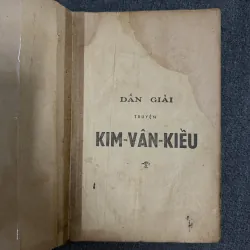 DẪN GIẢI
TRUYỆN
KIM-VÂN-KIỀU